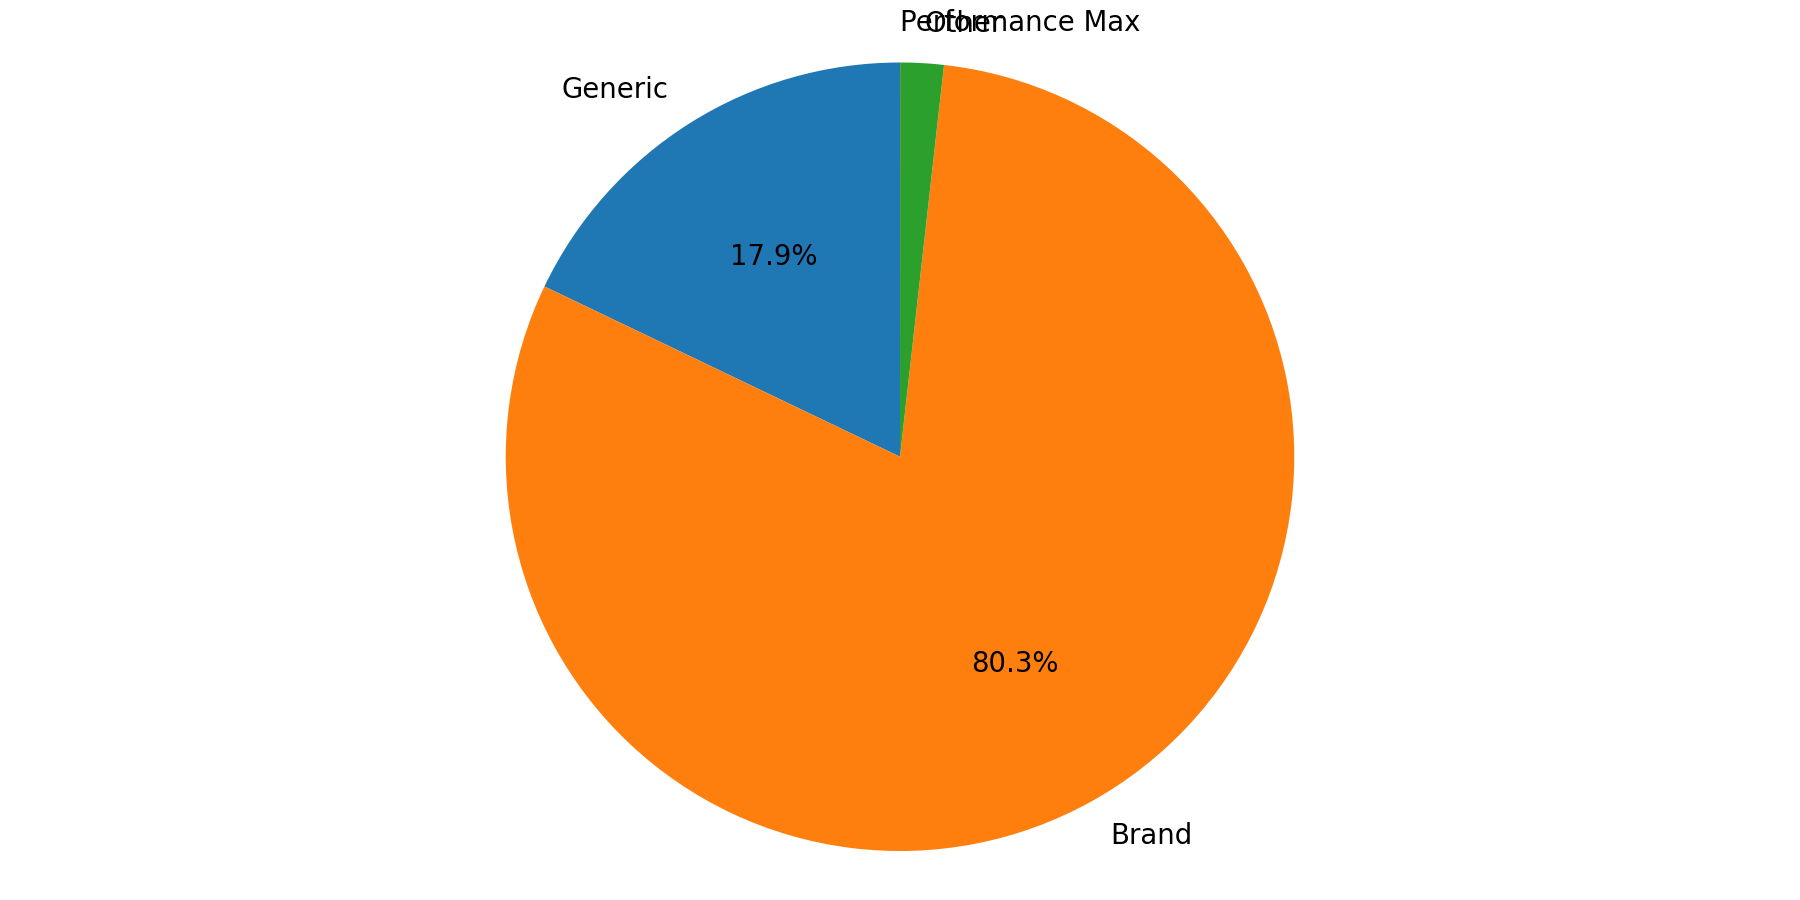 Performance Max
Other
Generic
17.9%
80.3%
Brand